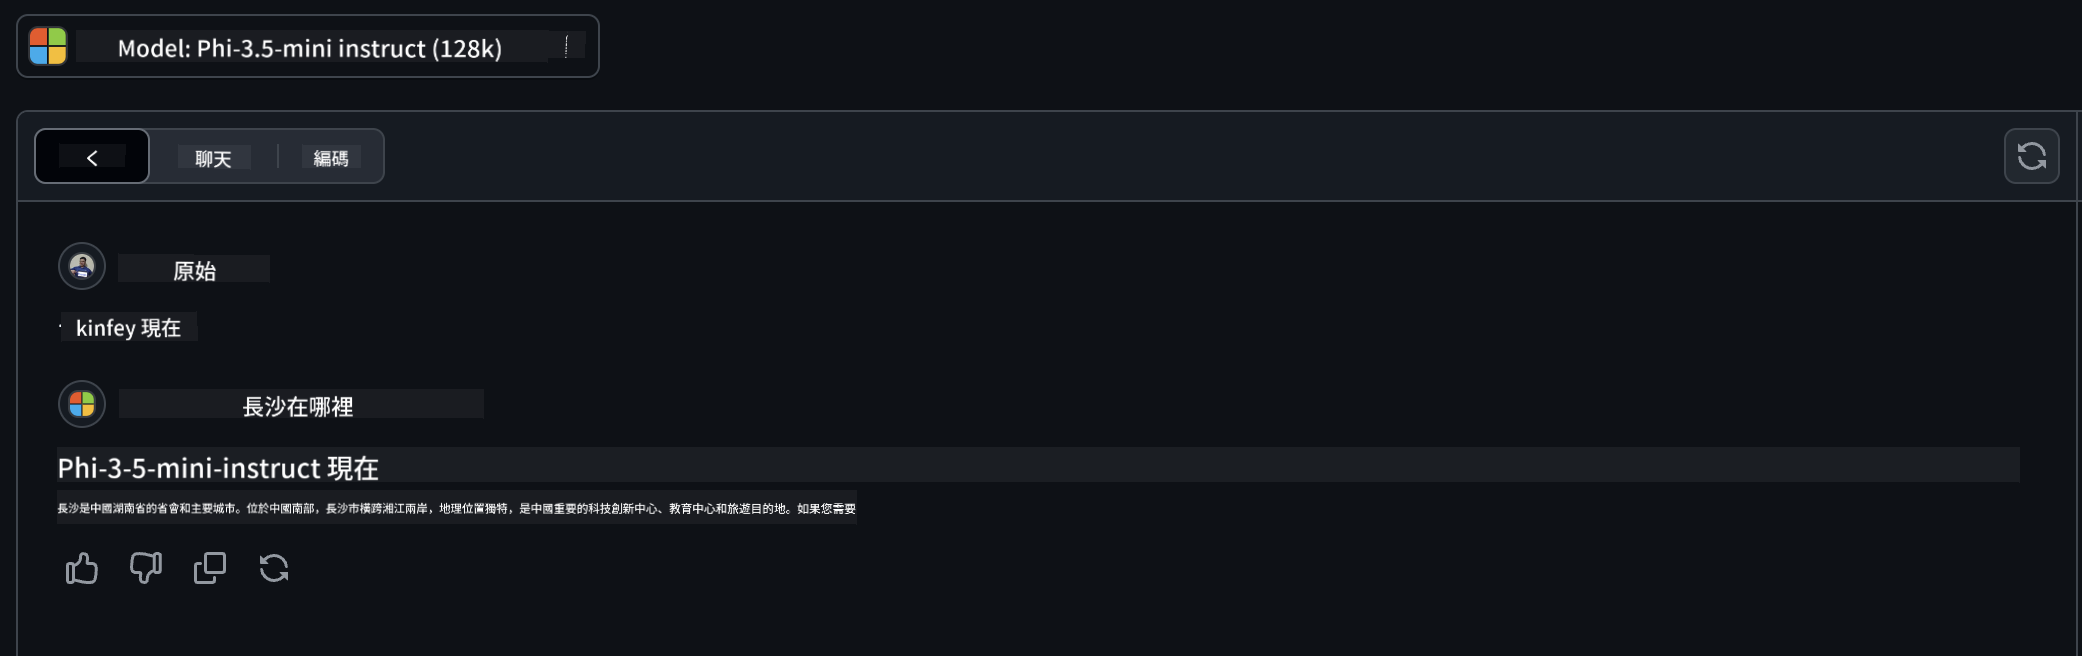 Model: Phi-3.5-mini instruct (128k)
聊天 編碼
原始
kinfey 現在
長沙在哪裡
Phi-3-5-mini-instruct 現在
長沙是中國湖南省的省會和主要城市。位於中國南部，長沙市橫跨湘江兩岸，地理位置獨特，是中國重要的科技創新中心、教育中心和旅遊目的地。如果您需要